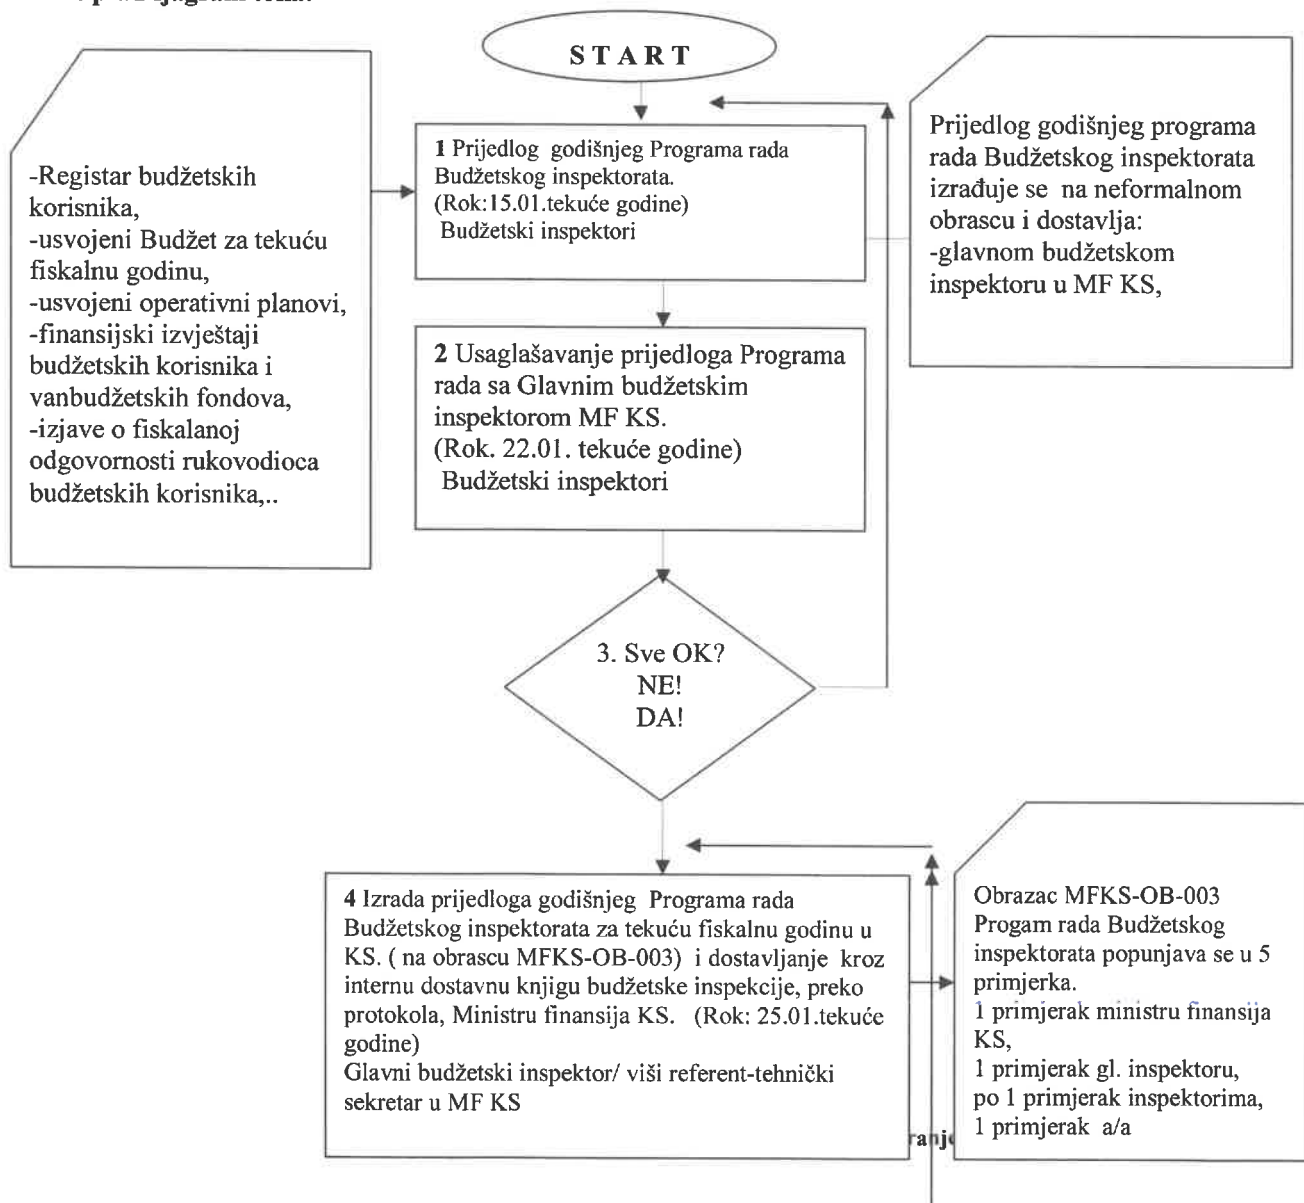 START
-Registar budžetskih
korisnika,
-usvojeni Budžet za tekuću
fiskalnu godinu,
-usvojeni operativni planovi,
-finansijski izvještaji
budžetskih korisnika i
vanbudžetskih fondova,
-izjave o fiskalanoj
odgovornosti rukovodioca
budžetskih korisnika,..
1 Prijedlog godišnjeg Programa rada
Budžetskog inspektorata.
(Rok:15.01.tekuće godine)
Budžetski inspektori
Prijedlog godišnjeg programa
rada Budžetskog inspektorata
izrađuje se na neformalnom
obrascu i dostavlja:
-glavnom budžetskom
inspektoru u MF KS,
2 Usaglašavanje prijedloga Programa
rada sa Glavnim budžetskim
inspektorom MF KS.
(Rok. 22.01. tekuće godine)
Budžetski inspektori
3. Sve OK?
NE!
DA!
4 Izrada prijedloga godišnjeg Programa rada
Budžetskog inspektorata za tekuću fiskalnu godinu u
KS. ( na obrascu MFKS-OB-003) i dostavljanje kroz
internu dostavnu knjigu budžetske inspekcije, preko
protokola, Ministru finansija KS. (Rok: 25.01.tekuće
godine)
Glavni budžetski inspektor/ viši referent-tehnički
sekretar u MF KS
Obrazac MFKS-OB-003
Progam rada Budžetskog
inspektorata popunjava se u 5
primjerka.
1 primjerak ministru finansija
KS,
1 primjerak gl. inspektoru,
po 1 primjerak inspektorima,
1 primjerak a/a